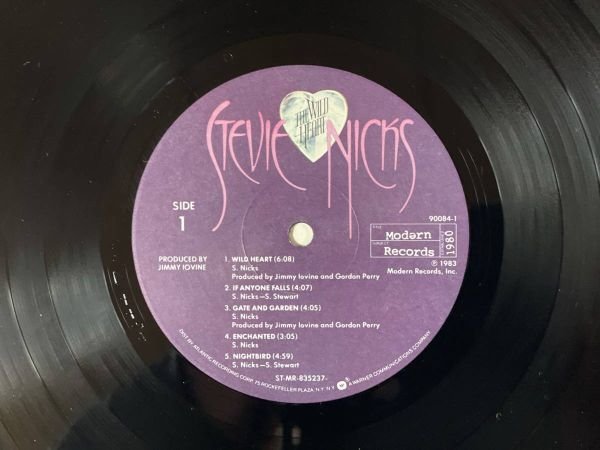 STEVIE NICKS
THE WILD
HEART
SIDE
1
90084-1
TITLE
Modern
SUBJECT
Records
1980
℗ 1983
Modern Records, Inc.
PRODUCED BY
JIMMY IOVINE
1. WILD HEART (6:08)
S. Nicks
Produced by Jimmy Iovine and Gordon Perry
2. IF ANYONE FALLS (4:07)
S. Nicks—S. Stewart
3. GATE AND GARDEN (4:05)
S. Nicks
Produced by Jimmy Iovine and Gordon Perry
4. ENCHANTED (3:05)
S. Nicks
5. NIGHTBIRD (4:59)
S. Nicks—S. Stewart
ST-MR-835237-
DIST. BY ATLANTIC RECORDING CORP. 75 ROCKEFELLER PLAZA. N.Y. N.Y. A WARNER COMMUNICATIONS COMPANY